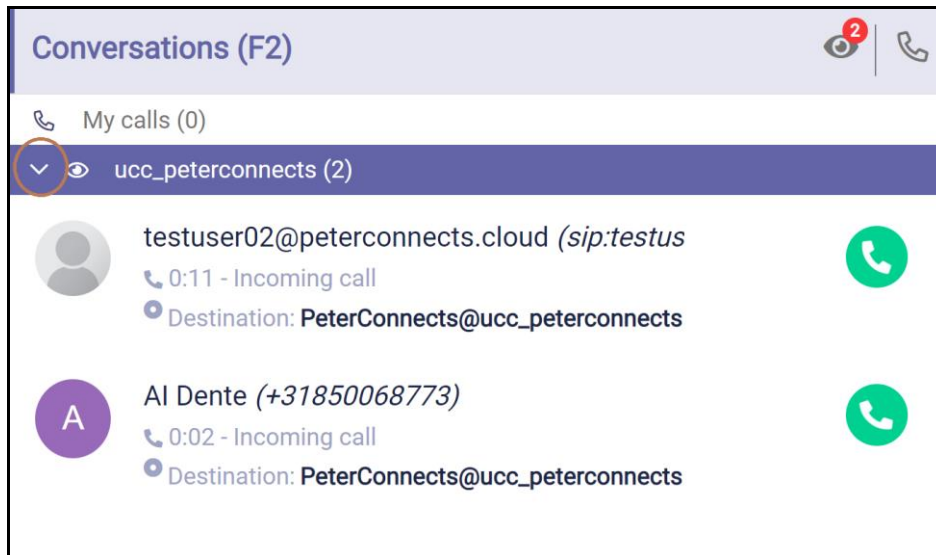 Conversations (F2)
2
My calls (0)
ucc_peterconnects (2)
testuser02@peterconnects.cloud (sip:testus
0:11 - Incoming call
Destination: PeterConnects@ucc_peterconnects
A
Al Dente (+31850068773)
0:02 - Incoming call
Destination: PeterConnects@ucc_peterconnects